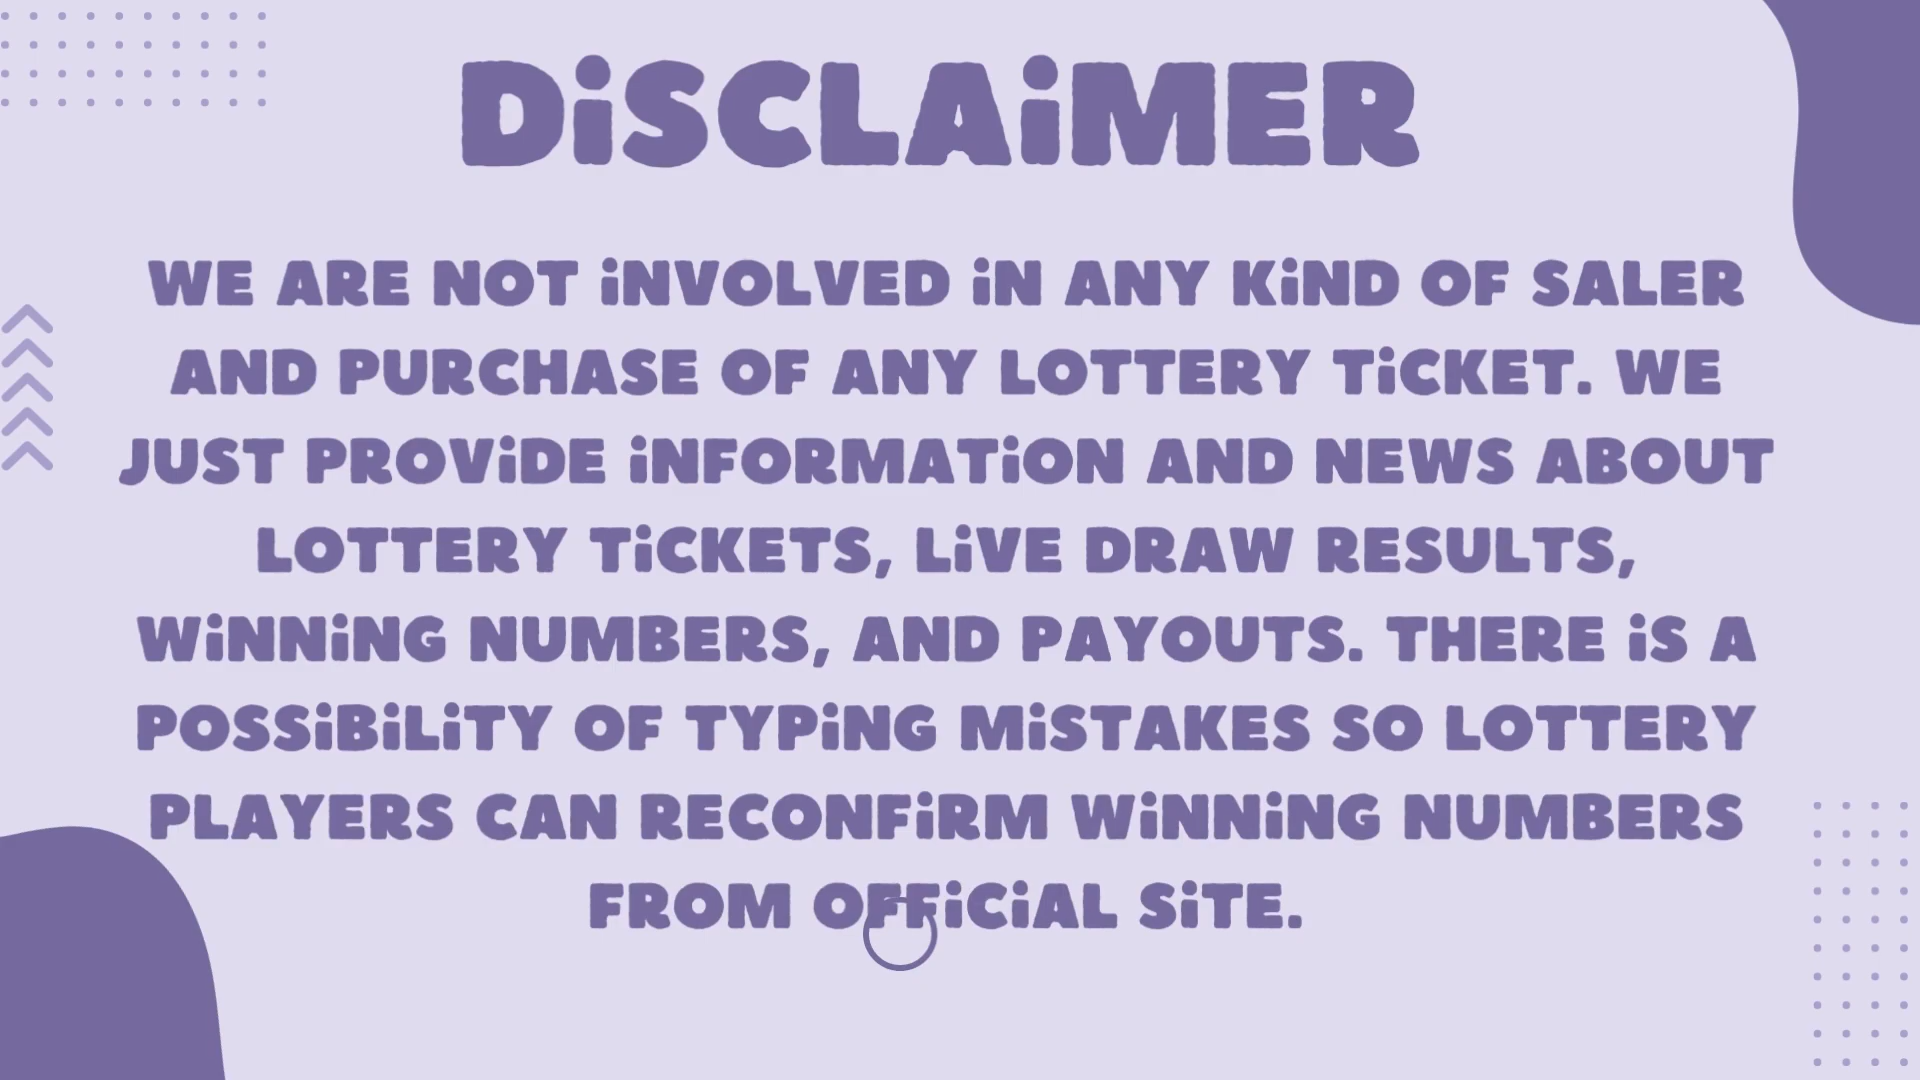 DiSCLAiMER
WE ARE NOT iNVOLVED iN ANY KiND OF SALER
AND PURCHASE OF ANY LOTTERY TiCKET. WE
JUST PROViDE iNFORMATiON AND NEWS ABOUT
LOTTERY TiCKETS, LiVE DRAW RESULTS,
WiNNiNG NUMBERS, AND PAYOUTS. THERE iS A
POSSiBiLiTY OF TYPiNG MiSTAKES SO LOTTERY
PLAYERS CAN RECONFiRM WiNNiNG NUMBERS
FROM OFFiCiAL SiTE.